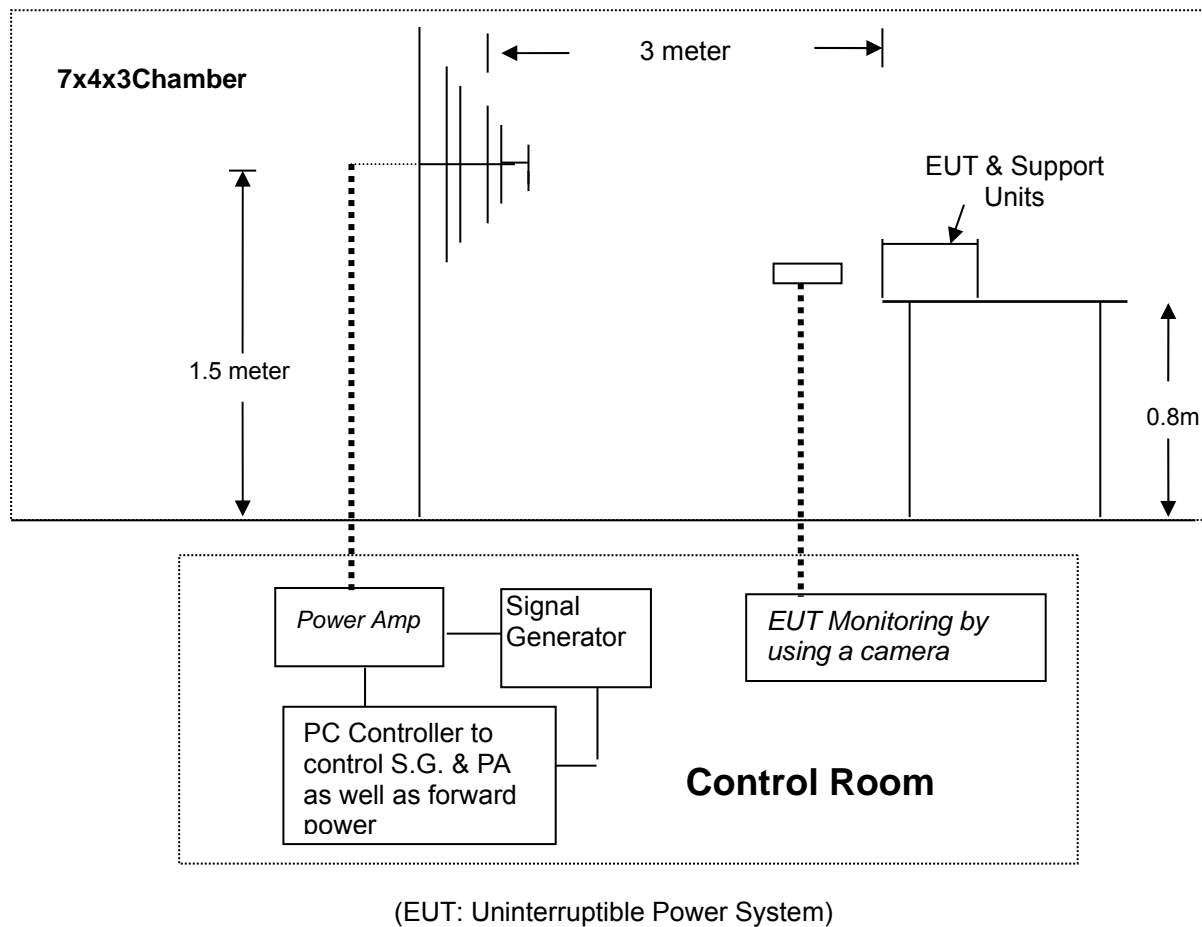 3 meter
7x4x3Chamber
EUT & Support
Units
1.5 meter
0.8m
Power Amp
Signal
Generator
EUT Monitoring by
using a camera
PC Controller to
control S.G. & PA
as well as forward
power
Control Room
(EUT: Uninterruptible Power System)